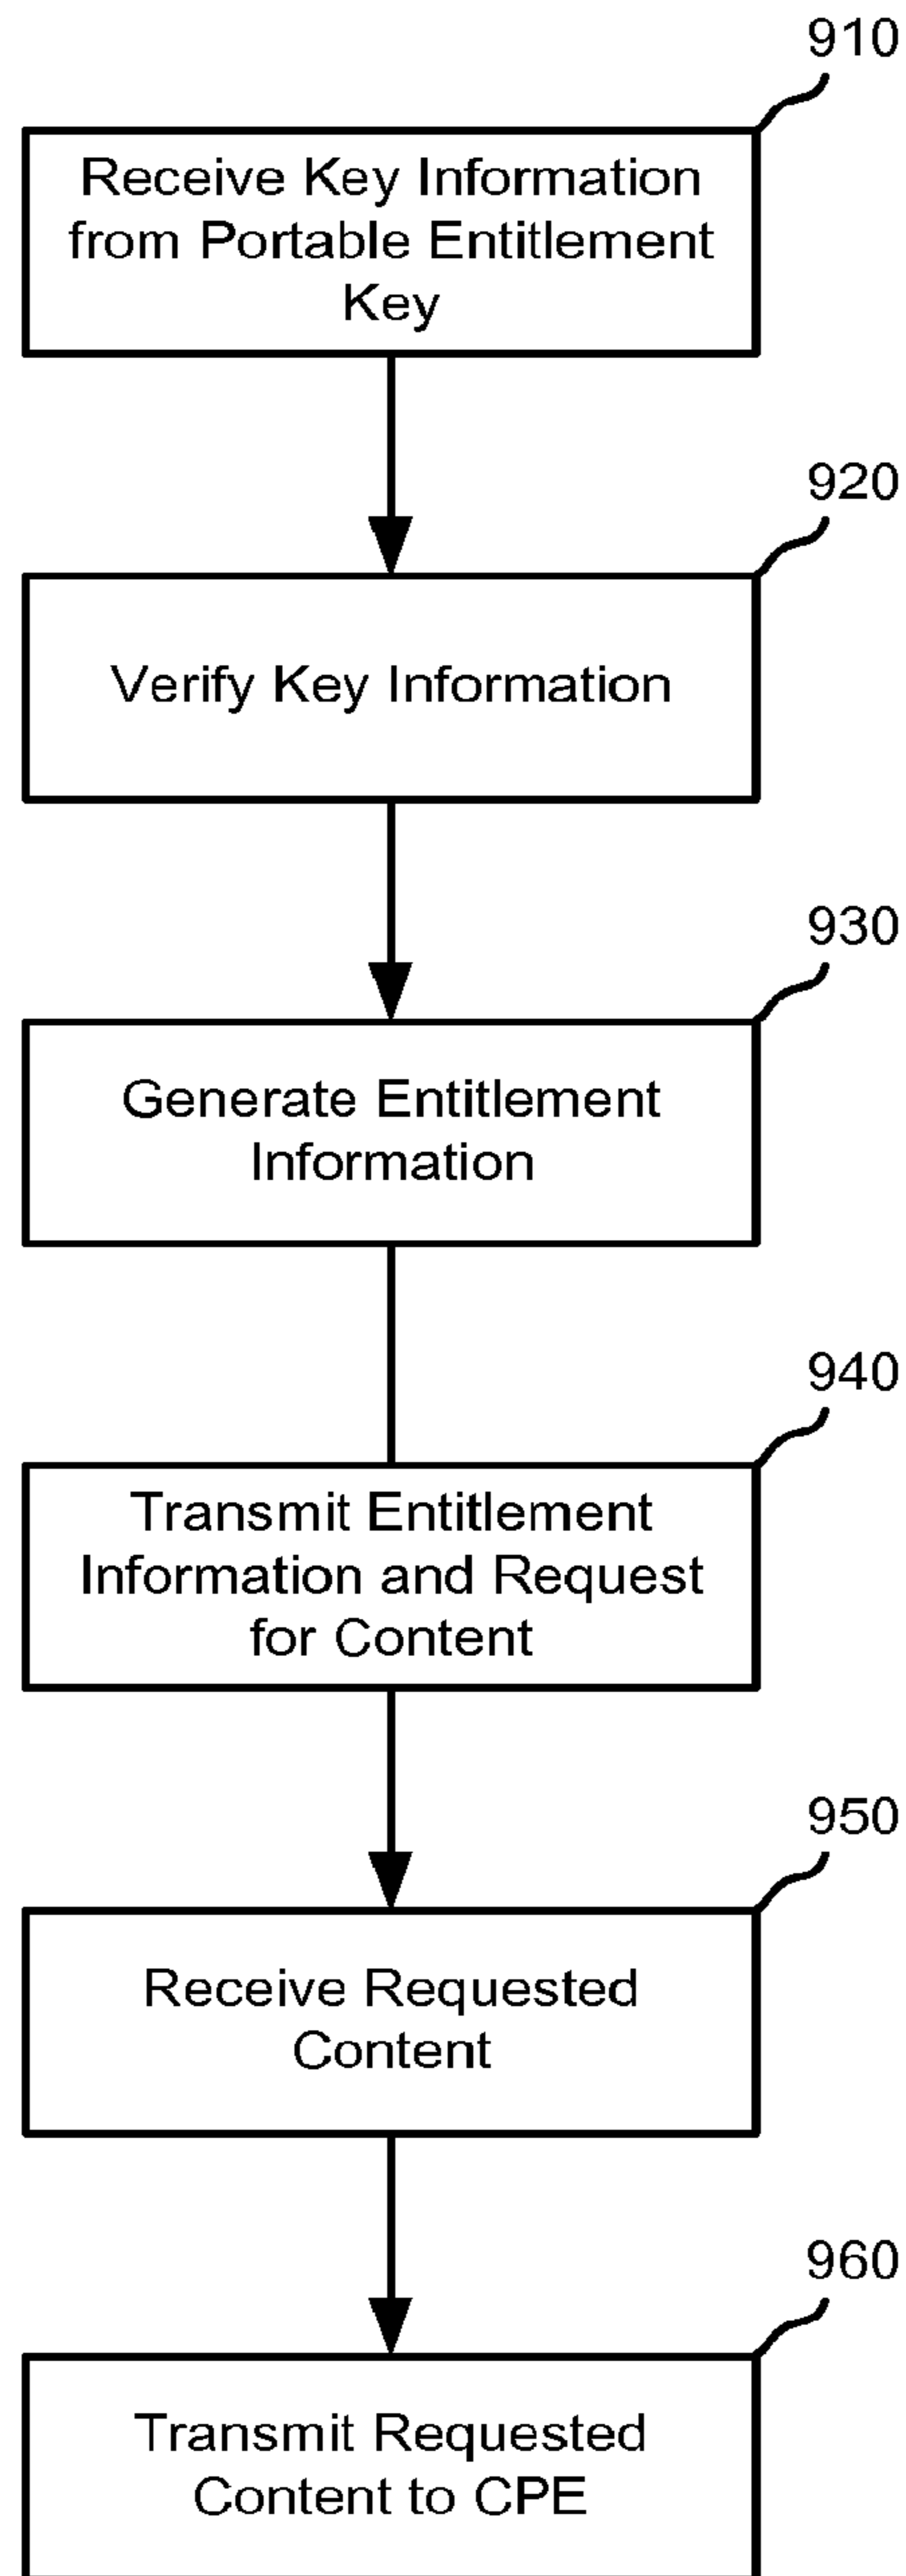 910
Receive Key Information
from Portable Entitlement
Key
920
Verify Key Information
930
Generate Entitlement
Information
940
Transmit Entitlement
Information and Request
for Content
950
Receive Requested
Content
960
Transmit Requested
Content to CPE